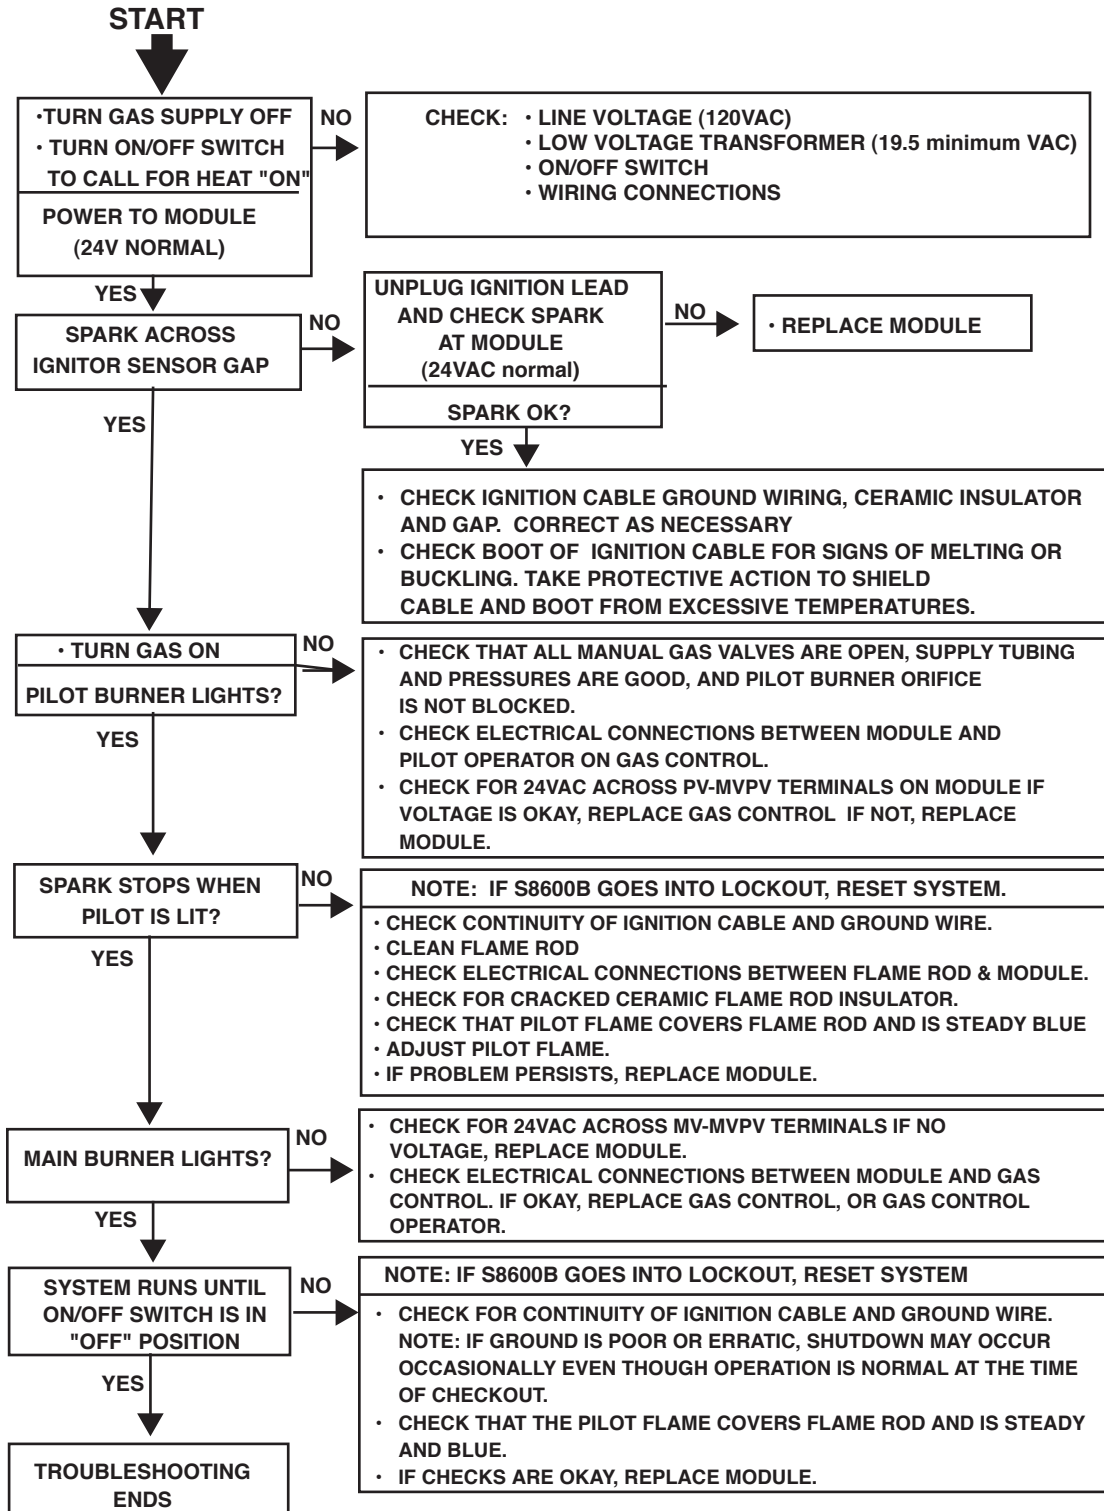 START
•TURN GAS SUPPLY OFF
• TURN ON/OFF SWITCH
TO CALL FOR HEAT "ON"
POWER TO MODULE
(24V NORMAL)
NO
CHECK: • LINE VOLTAGE (120VAC)
• LOW VOLTAGE TRANSFORMER (19.5 minimum VAC)
• ON/OFF SWITCH
• WIRING CONNECTIONS
YES
SPARK ACROSS
IGNITOR SENSOR GAP
NO
UNPLUG IGNITION LEAD
AND CHECK SPARK
AT MODULE
(24VAC normal)
SPARK OK?
NO
• REPLACE MODULE
YES
• CHECK IGNITION CABLE GROUND WIRING, CERAMIC INSULATOR
AND GAP. CORRECT AS NECESSARY
• CHECK BOOT OF IGNITION CABLE FOR SIGNS OF MELTING OR
BUCKLING. TAKE PROTECTIVE ACTION TO SHIELD
CABLE AND BOOT FROM EXCESSIVE TEMPERATURES.
YES
• TURN GAS ON
PILOT BURNER LIGHTS?
NO
• CHECK THAT ALL MANUAL GAS VALVES ARE OPEN, SUPPLY TUBING
AND PRESSURES ARE GOOD, AND PILOT BURNER ORIFICE
IS NOT BLOCKED.
• CHECK ELECTRICAL CONNECTIONS BETWEEN MODULE AND
PILOT OPERATOR ON GAS CONTROL.
• CHECK FOR 24VAC ACROSS PV-MVPV TERMINALS ON MODULE IF
VOLTAGE IS OKAY, REPLACE GAS CONTROL IF NOT, REPLACE
MODULE.
YES
SPARK STOPS WHEN
PILOT IS LIT?
NO
NOTE: IF S8600B GOES INTO LOCKOUT, RESET SYSTEM.
• CHECK CONTINUITY OF IGNITION CABLE AND GROUND WIRE.
• CLEAN FLAME ROD
• CHECK ELECTRICAL CONNECTIONS BETWEEN FLAME ROD & MODULE.
• CHECK FOR CRACKED CERAMIC FLAME ROD INSULATOR.
• CHECK THAT PILOT FLAME COVERS FLAME ROD AND IS STEADY BLUE
• ADJUST PILOT FLAME.
• IF PROBLEM PERSISTS, REPLACE MODULE.
YES
MAIN BURNER LIGHTS?
NO
• CHECK FOR 24VAC ACROSS MV-MVPV TERMINALS IF NO
VOLTAGE, REPLACE MODULE.
• CHECK ELECTRICAL CONNECTIONS BETWEEN MODULE AND GAS
CONTROL. IF OKAY, REPLACE GAS CONTROL, OR GAS CONTROL
OPERATOR.
YES
SYSTEM RUNS UNTIL
ON/OFF SWITCH IS IN
"OFF" POSITION
NO
NOTE: IF S8600B GOES INTO LOCKOUT, RESET SYSTEM
• CHECK FOR CONTINUITY OF IGNITION CABLE AND GROUND WIRE.
NOTE: IF GROUND IS POOR OR ERRATIC, SHUTDOWN MAY OCCUR
OCCASIONALLY EVEN THOUGH OPERATION IS NORMAL AT THE TIME
OF CHECKOUT.
• CHECK THAT THE PILOT FLAME COVERS FLAME ROD AND IS STEADY
AND BLUE.
• IF CHECKS ARE OKAY, REPLACE MODULE.
YES
TROUBLESHOOTING
ENDS